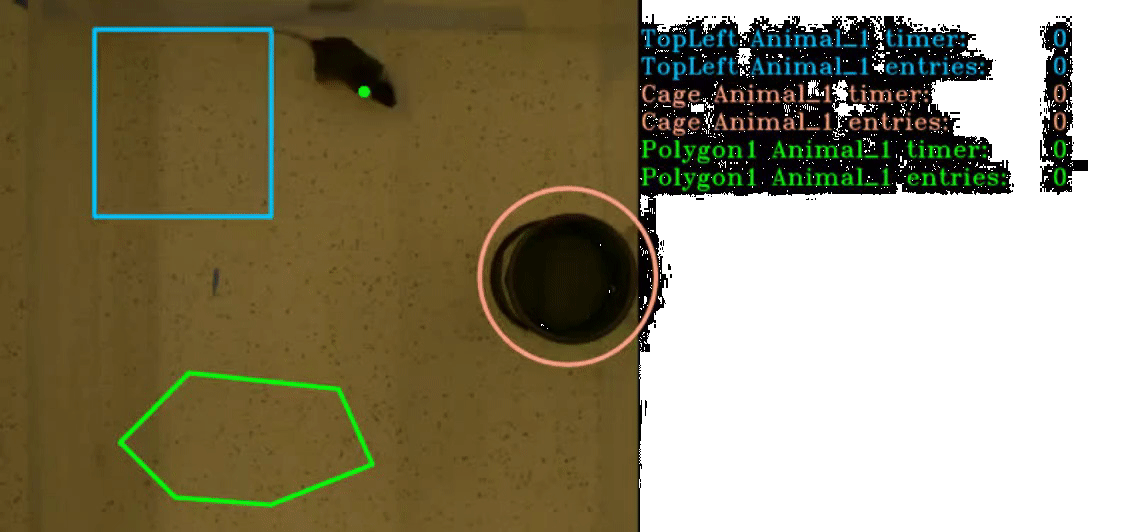 TopLeft Animal_1 timer: 0
TopLeft Animal_1 entries: 0
Cage Animal_1 timer: 0
Cage Animal_1 entries: 0
Polygon1 Animal_1 timer: 0
Polygon1 Animal_1 entries: 0